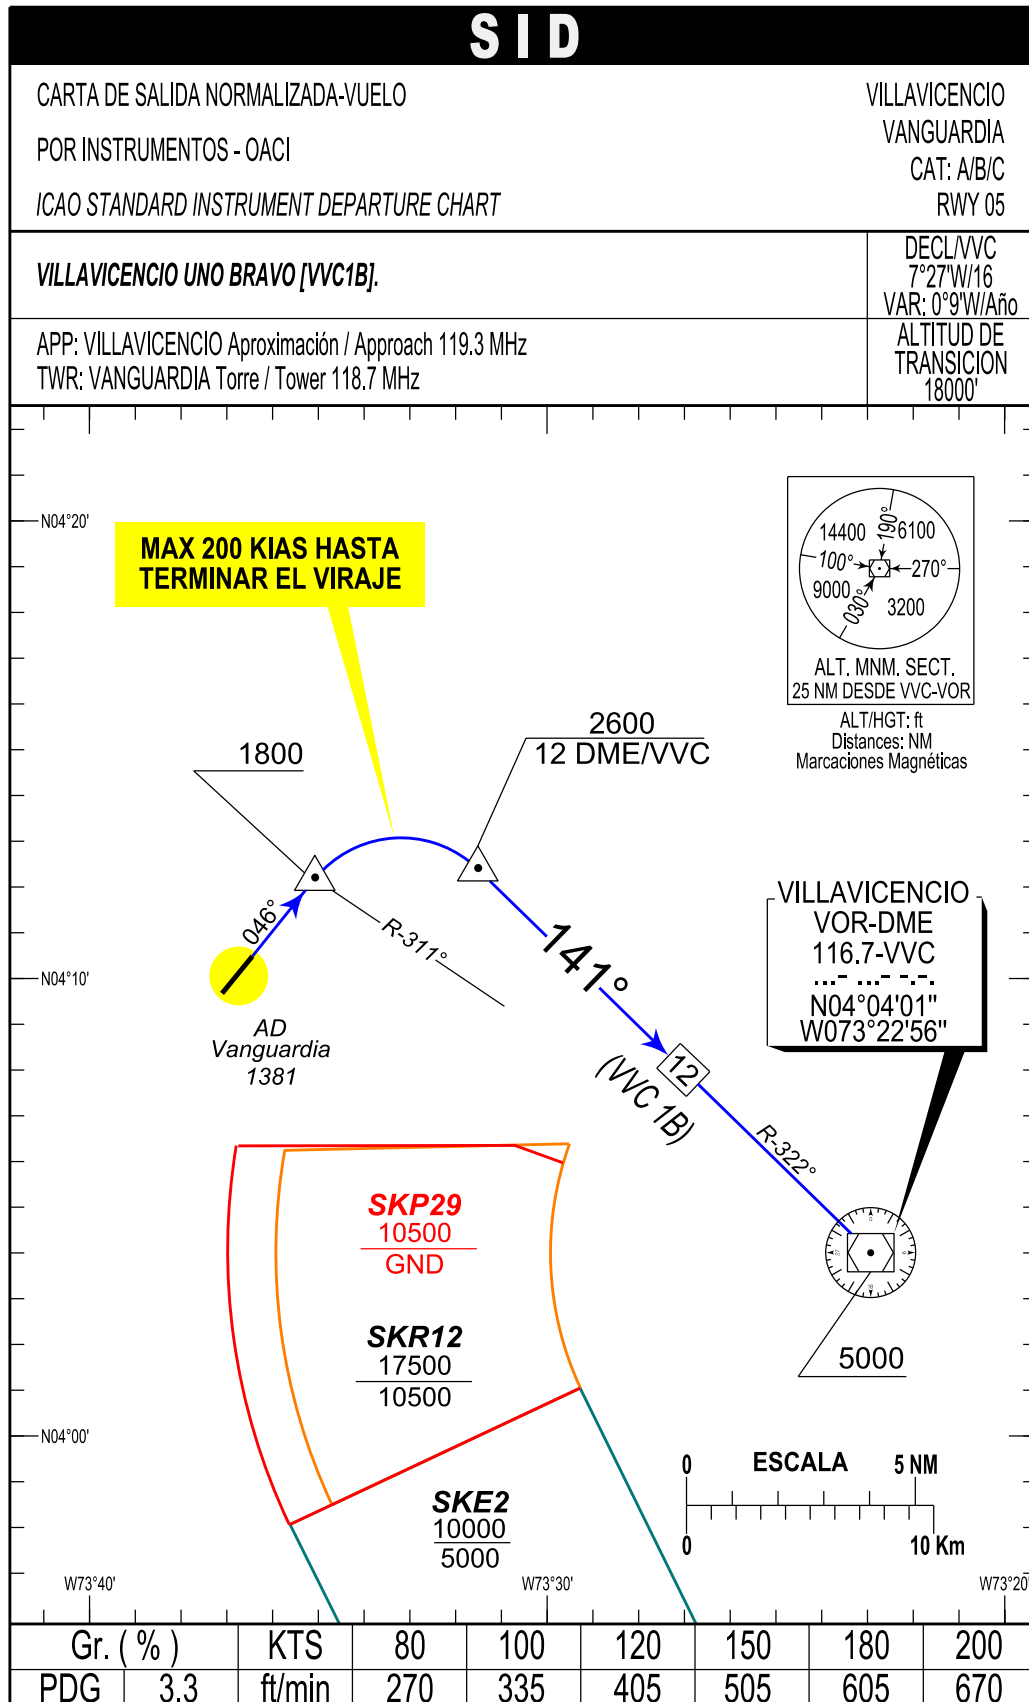 SID
CARTA DE SALIDA NORMALIZADA-VUELO
POR INSTRUMENTOS - OACI
ICAO STANDARD INSTRUMENT DEPARTURE CHART
VILLAVICENCIO
VANGUARDIA
CAT: A/B/C
RWY 05
VILLAVICENCIO UNO BRAVO [VVC1B].
DECL/VVC
7°27'W/16
VAR: 0°9'W/Año
APP: VILLAVICENCIO Aproximación / Approach 119.3 MHz
TWR: VANGUARDIA Torre / Tower 118.7 MHz
ALTITUD DE
TRANSICION
18000'
N04°20'
MAX 200 KIAS HASTA
TERMINAR EL VIRAJE
14400
190°
6100
100°
270°
9000
030°
3200
ALT. MNM. SECT.
25 NM DESDE VVC-VOR
ALT/HGT: ft
Distances: NM
Marcaciones Magnéticas
1800
2600
12 DME/VVC
046°
R-311°
141°
VILLAVICENCIO
VOR-DME
116.7-VVC
N04°04'01"
W073°22'56"
N04°10'
AD
Vanguardia
1381
12
(VVC 1B)
R-322°
SKP29
10500
GND
SKR12
17500
10500
5000
N04°00'
SKE2
10000
5000
0 ESCALA 5 NM
0 10 Km
W73°40'
W73°30'
W73°20'
Gr. ( % ) KTS 80 100 120 150 180 200
PDG 3.3 ft/min 270 335 405 505 605 670